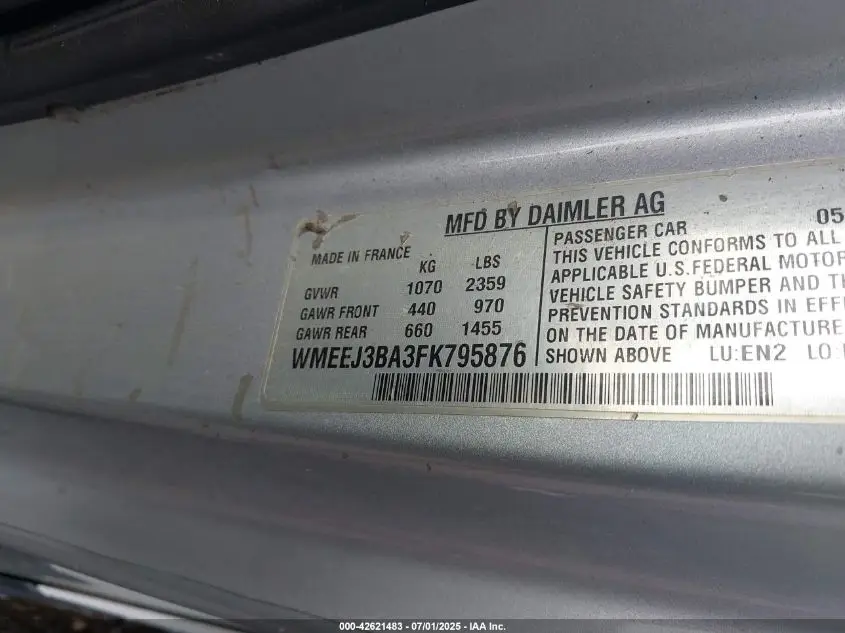 MFD BY DAIMLER AG
MADE IN FRANCE
KG LBS
GVWR 1070 2359
GAWR FRONT 440 970
GAWR REAR 660 1455
WMEEJ3BA3FK795876
05
PASSENGER CAR
THIS VEHICLE CONFORMS TO ALL
APPLICABLE U.S.FEDERAL MOTOR
VEHICLE SAFETY BUMPER AND
PREVENTION STANDARDS IN
ON THE DATE OF MANUFACTURE
SHOWN ABOVE LU:EN2
000-42621483 - 07/01/2025 - IAA Inc.